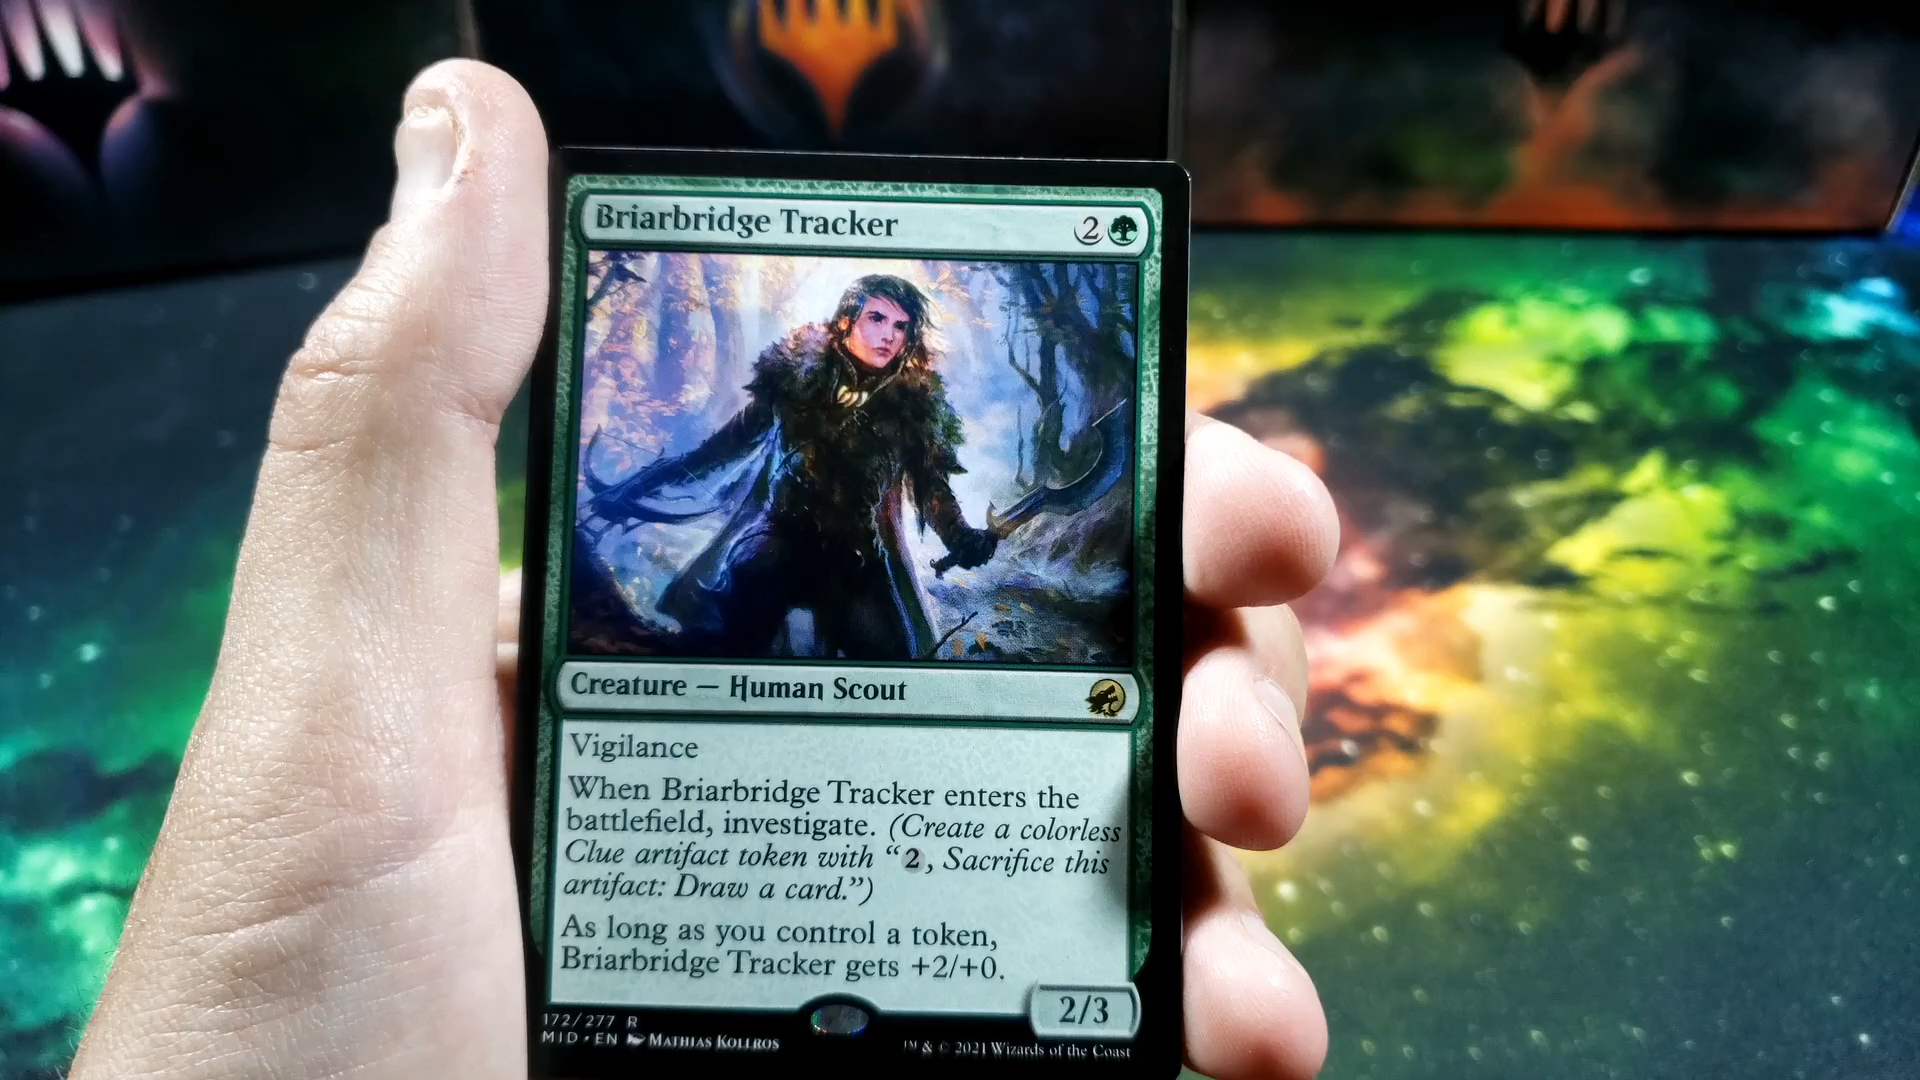 Briarbridge Tracker 2
Creature — Human Scout
Vigilance
When Briarbridge Tracker enters the
battlefield, investigate. (Create a colorless
Clue artifact token with “2, Sacrifice this
artifact: Draw a card.”)
As long as you control a token,
Briarbridge Tracker gets +2/+0.
2/3
172/277 R
MID • EN Mathias Kollros
™ & © 2021 Wizards of the Coast